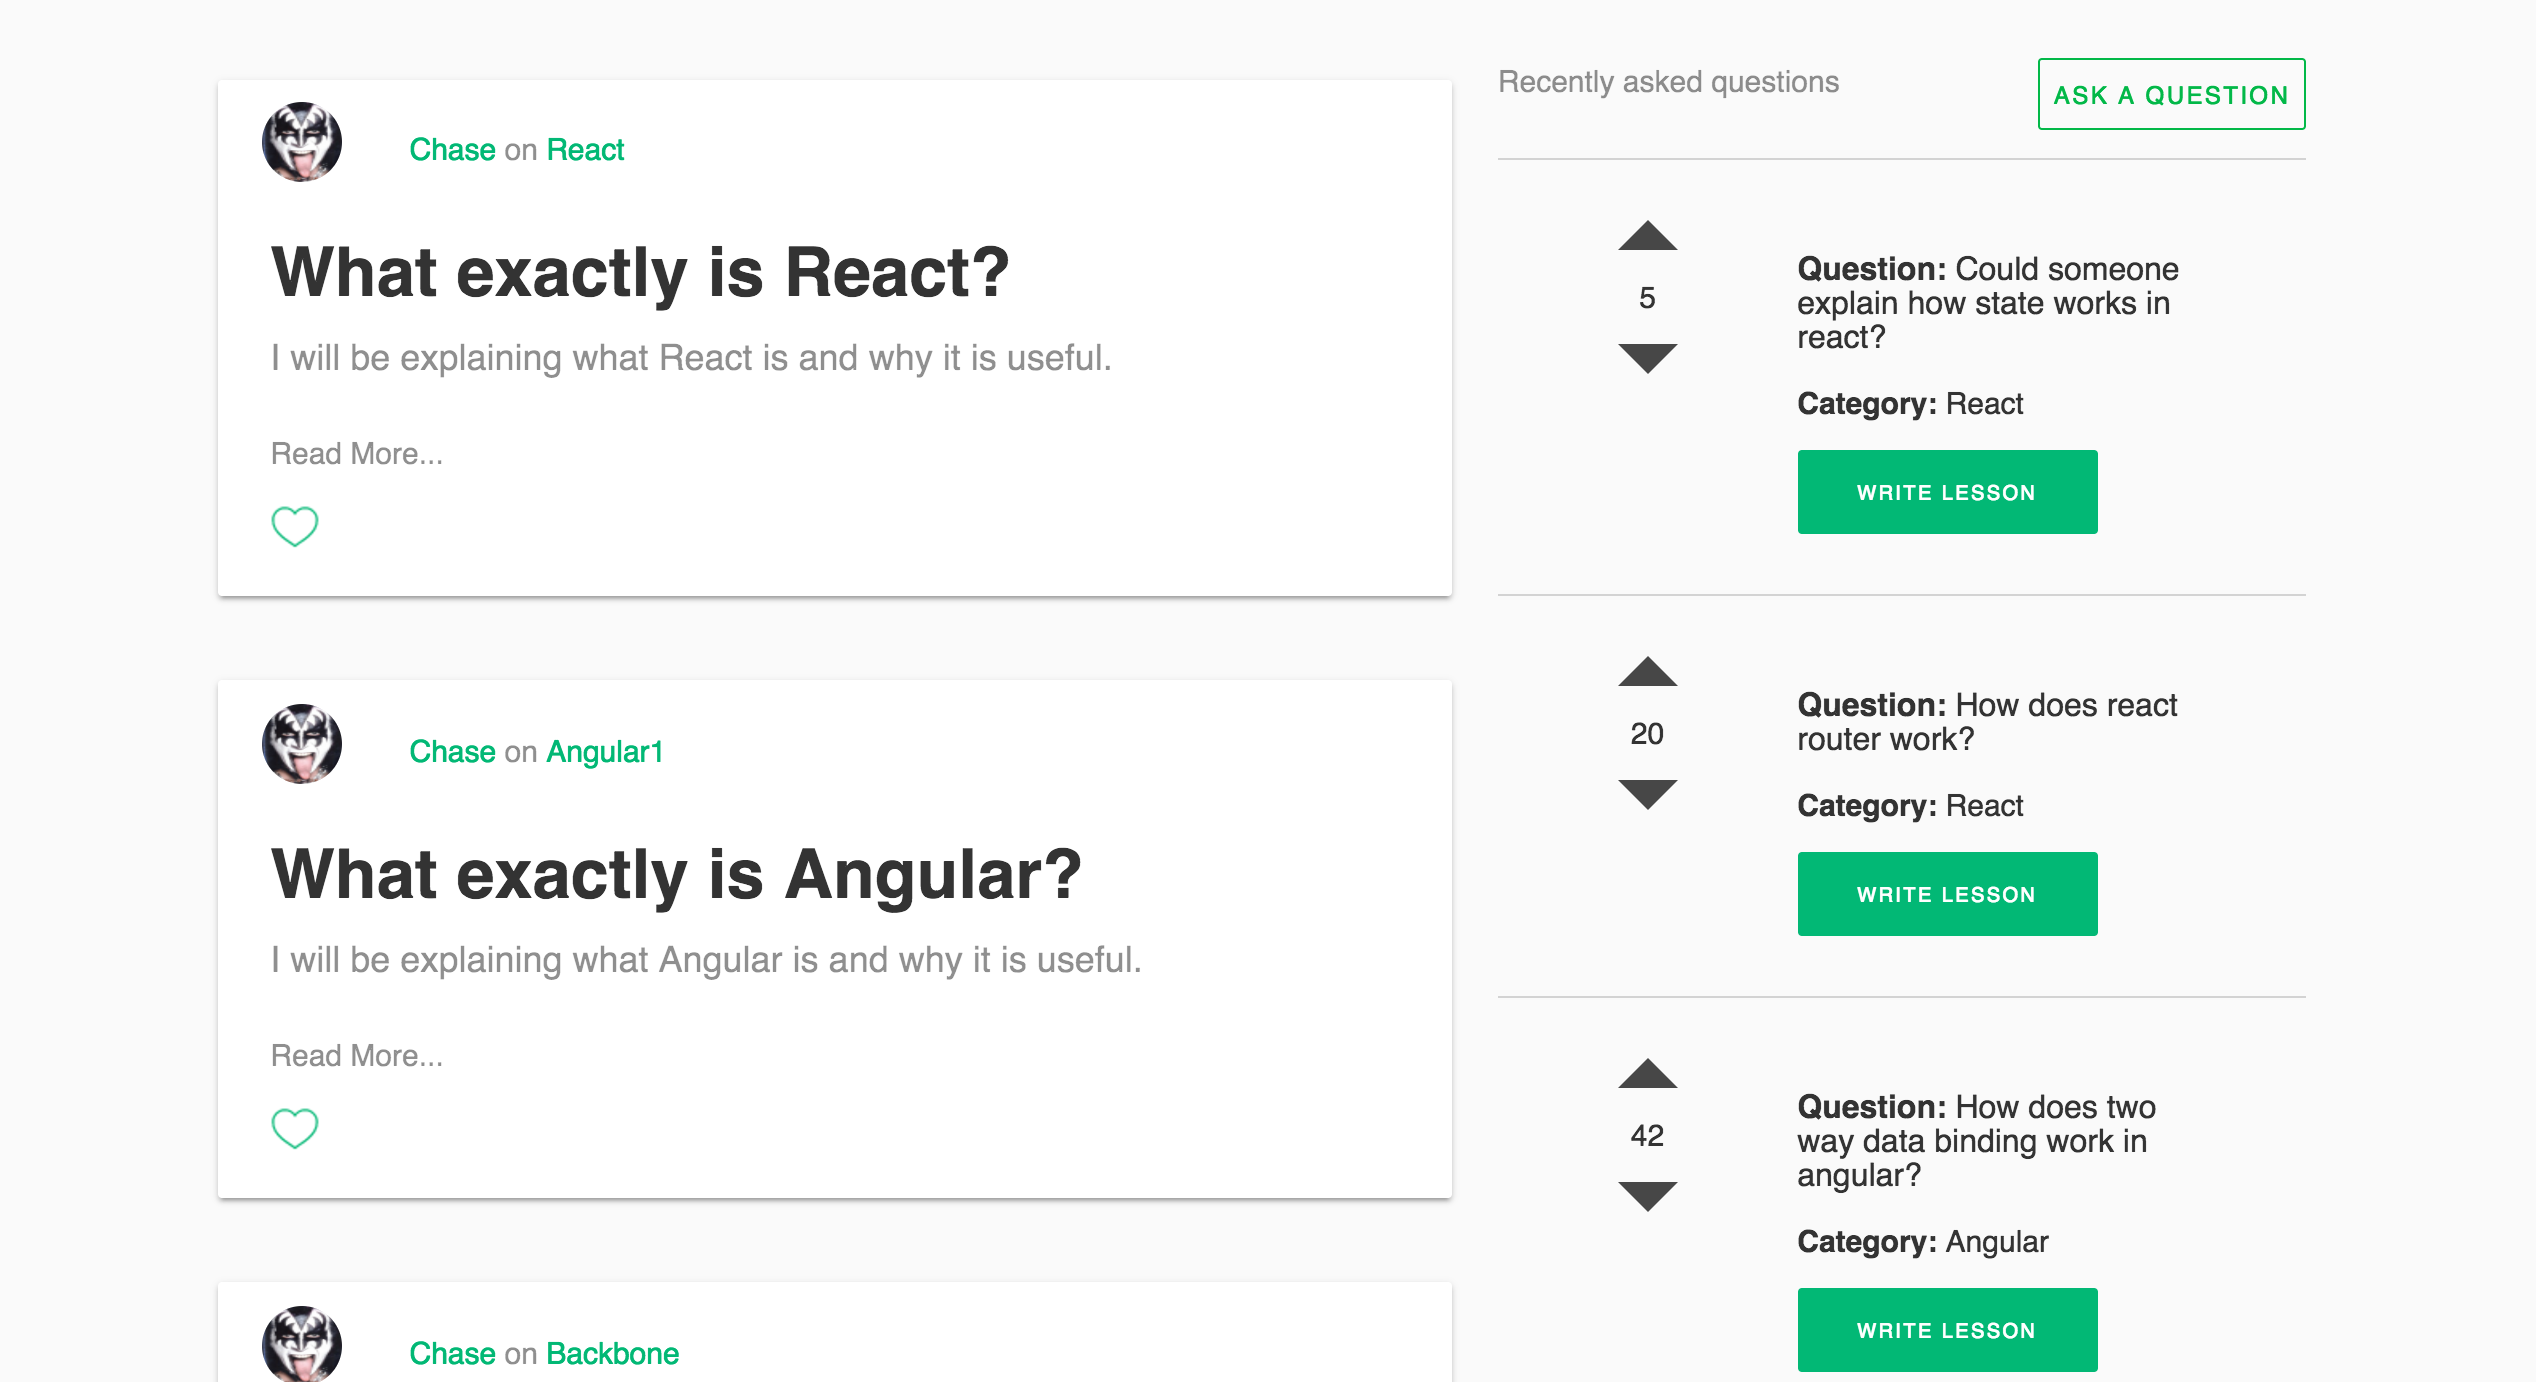 Chase on React
What exactly is React?
I will be explaining what React is and why it is useful.
Read More...
Chase on Angular1
What exactly is Angular?
I will be explaining what Angular is and why it is useful.
Read More...
Chase on Backbone
Recently asked questions
ASK A QUESTION
5
Question: Could someone
explain how state works in
react?
Category: React
WRITE LESSON
20
Question: How does react
router work?
Category: React
WRITE LESSON
42
Question: How does two
way data binding work in
angular?
Category: Angular
WRITE LESSON